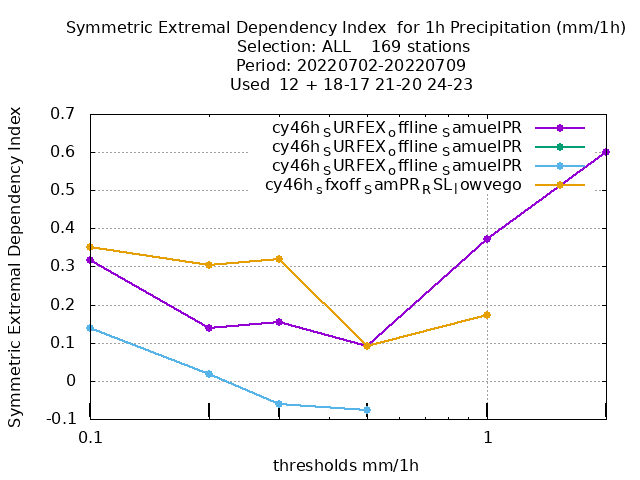 Symmetric Extremal Dependency Index  for 1h Precipitation (mm/1h)
Selection: ALL    169 stations
Period: 20220702-20220709
Used  12 + 18-17 21-20 24-23
Symmetric Extremal Dependency Index
0.7
0.6
0.5
0.4
0.3
0.2
0.1
0
-0.1
cy46h_SURFEX_offline_SamuelPR
cy46h_SURFEX_offline_SamuelPR
cy46h_SURFEX_offline_SamuelPR
cy46h_sfxoff_SamPR_RSL_lowvego
0.1 1
thresholds mm/1h